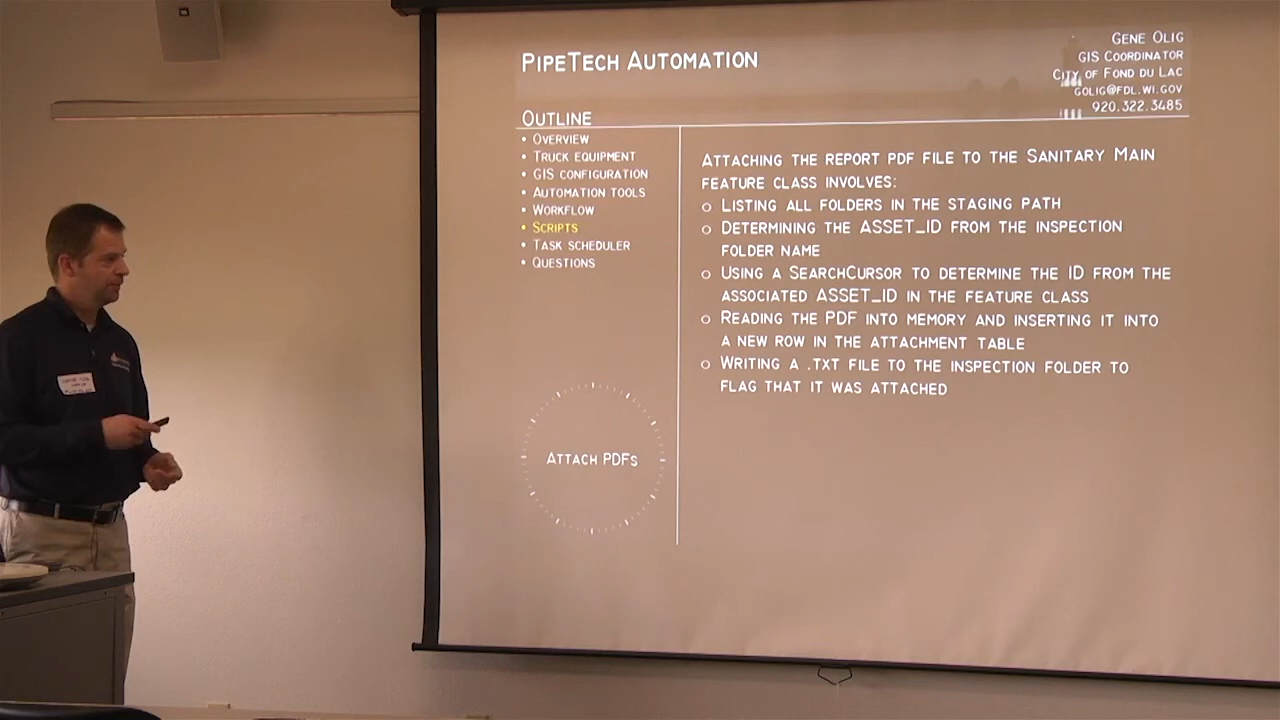 PipeTech Automation
Gene Olig
GIS Coordinator
City of Fond du Lac
golig@fdl.wi.gov
920.322.3485
Outline
• Overview
• Truck equipment
• GIS configuration
• Automation tools
• Workflow
• Scripts
• Task scheduler
• Questions
Attach PDFs
Attaching the report pdf file to the Sanitary Main
feature class involves:
o Listing all folders in the staging path
o Determining the ASSET_ID from the inspection
folder name
o Using a SearchCursor to determine the ID from the
associated ASSET_ID in the feature class
o Reading the PDF into memory and inserting it into
a new row in the attachment table
o Writing a .txt file to the inspection folder to
flag that it was attached